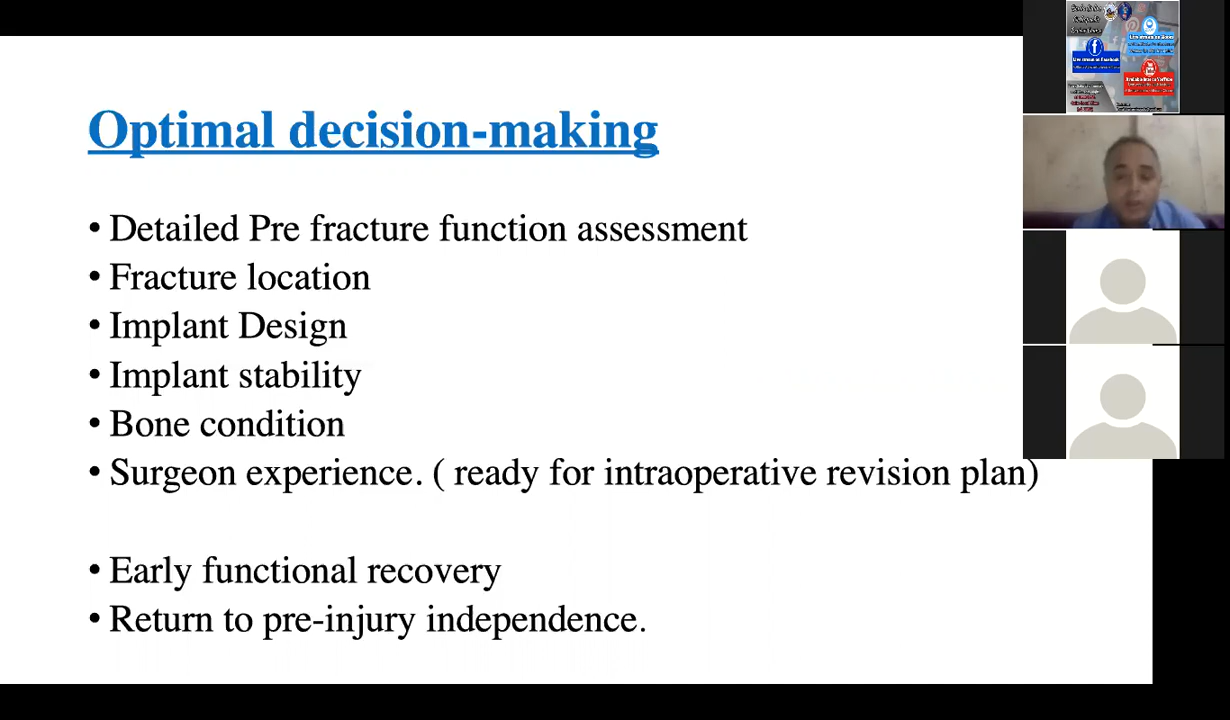 Optimal decision-making
• Detailed Pre fracture function assessment
• Fracture location
• Implant Design
• Implant stability
• Bone condition
• Surgeon experience. ( ready for intraoperative revision plan)
• Early functional recovery
• Return to pre-injury independence.